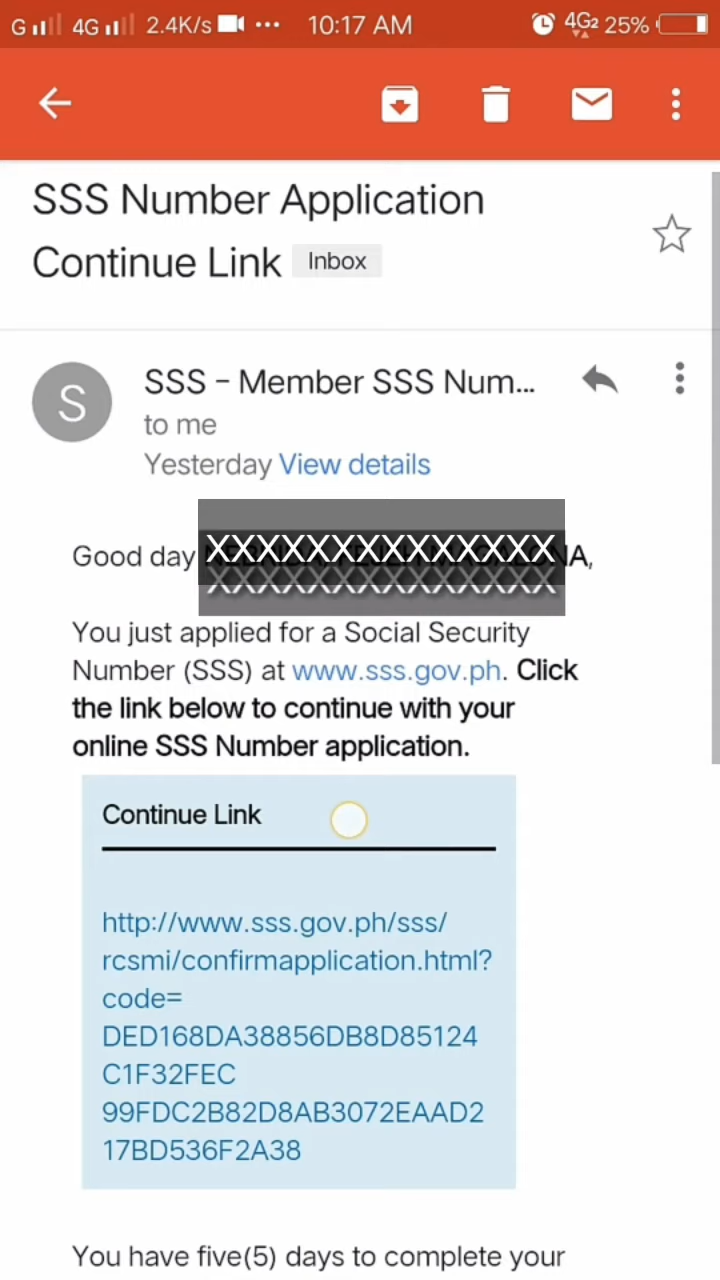 G 4G 2.4K/s ... 10:17 AM 4G2 25%
SSS Number Application
Continue Link Inbox
S
SSS – Member SSS Num...
to me
Yesterday View details
Good day XXXXXXXXXXXXXX,
You just applied for a Social Security
Number (SSS) at www.sss.gov.ph. Click
the link below to continue with your
online SSS Number application.
Continue Link
http://www.sss.gov.ph/sss/
rcsmi/confirmapplication.html?
code=
DED168DA38856DB8D85124
C1F32FEC
99FDC2B82D8AB3072EAAD2
17BD536F2A38
You have five(5) days to complete your